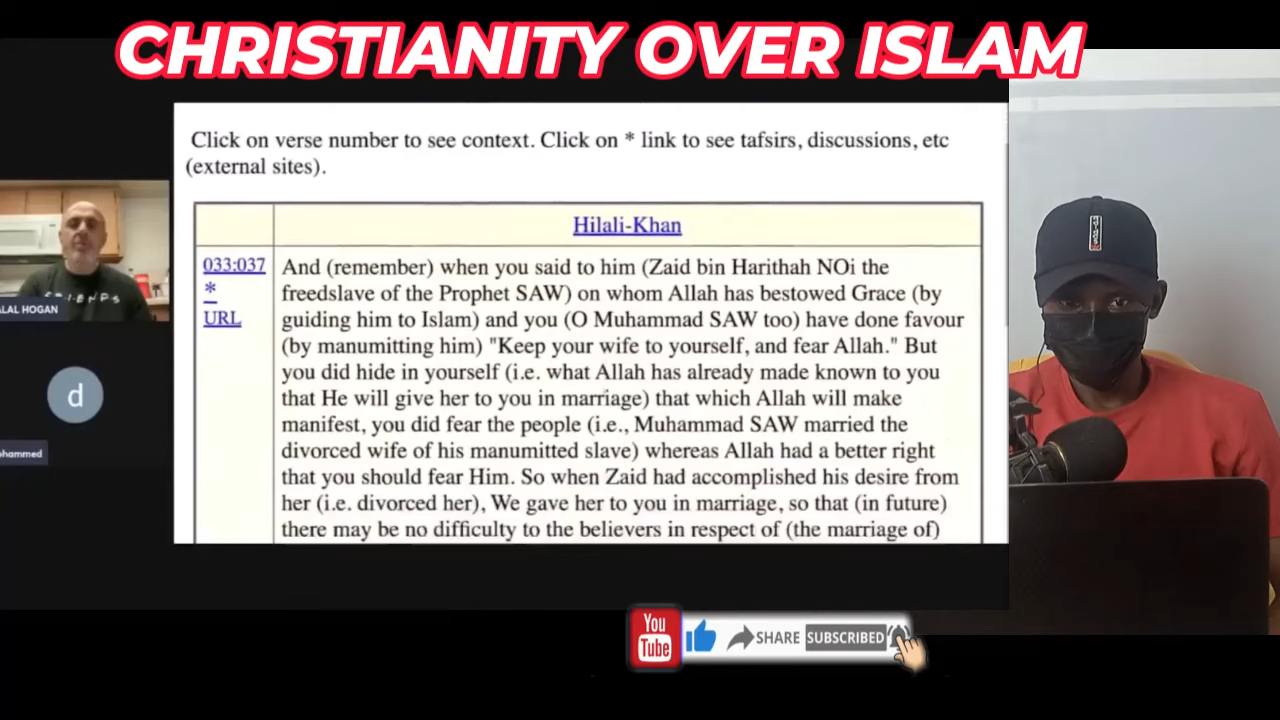 CHRISTIANITY OVER ISLAM
Click on verse number to see context. Click on * link to see tafsirs, discussions, etc
(external sites).
Hilali-Khan
033:037
*
URL
And (remember) when you said to him (Zaid bin Harithah NOi the
freedslave of the Prophet SAW) on whom Allah has bestowed Grace (by
guiding him to Islam) and you (O Muhammad SAW too) have done favour
(by manumitting him) "Keep your wife to yourself, and fear Allah." But
you did hide in yourself (i.e. what Allah has already made known to you
that He will give her to you in marriage) that which Allah will make
manifest, you did fear the people (i.e., Muhammad SAW married the
divorced wife of his manumitted slave) whereas Allah had a better right
that you should fear Him. So when Zaid had accomplished his desire from
her (i.e. divorced her), We gave her to you in marriage, so that (in future)
there may be no difficulty to the believers in respect of (the marriage of)
ALAL HOGAN
d
ohammed
You
Tube
SHARE
SUBSCRIBED